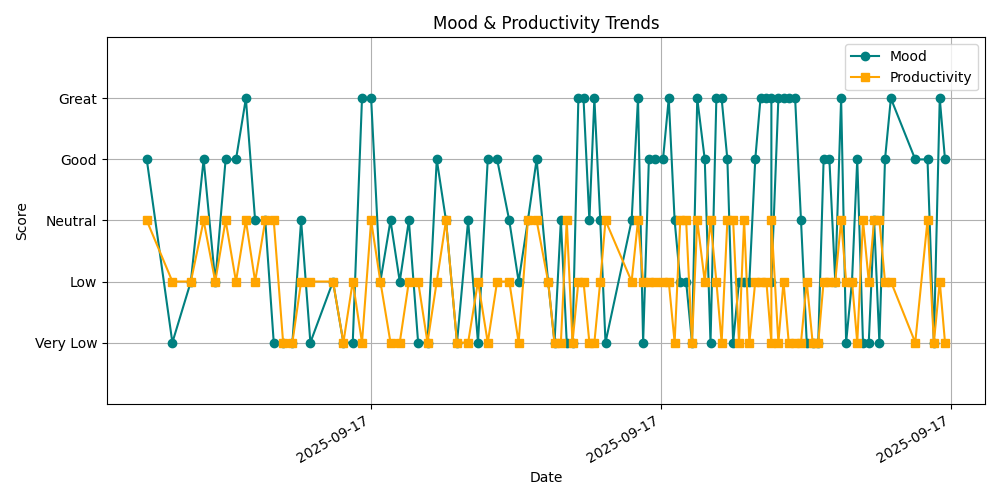 Mood & Productivity Trends
Mood
Productivity
Great
Good
Neutral
Low
Very Low
Score
2025-09-17
2025-09-17
2025-09-17
Date